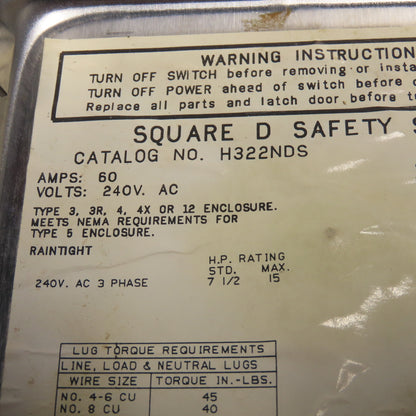 WARNING INSTRUCTION
TURN OFF SWITCH before removing or insta
TURN OFF POWER ahead of switch before d
Replace all parts and latch door, before t
SQUARE D SAFETY S
CATALOG NO. H322NDS
AMPS: 60
VOLTS: 240V. AC
TYPE 3, 3R, 4, 4X OR 12 ENCLOSURE.
MEETS NEMA REQUIREMENTS FOR
TYPE 5 ENCLOSURE.
RAINTIGHT
H.P. RATING
STD. MAX.
240V. AC 3 PHASE 7 1/2 15
LUG TORQUE REQUIREMENTS
LINE, LOAD & NEUTRAL LUGS
WIRE SIZE TORQUE IN.-LBS.
NO. 4-6 CU 45
NO. 8 CU 40